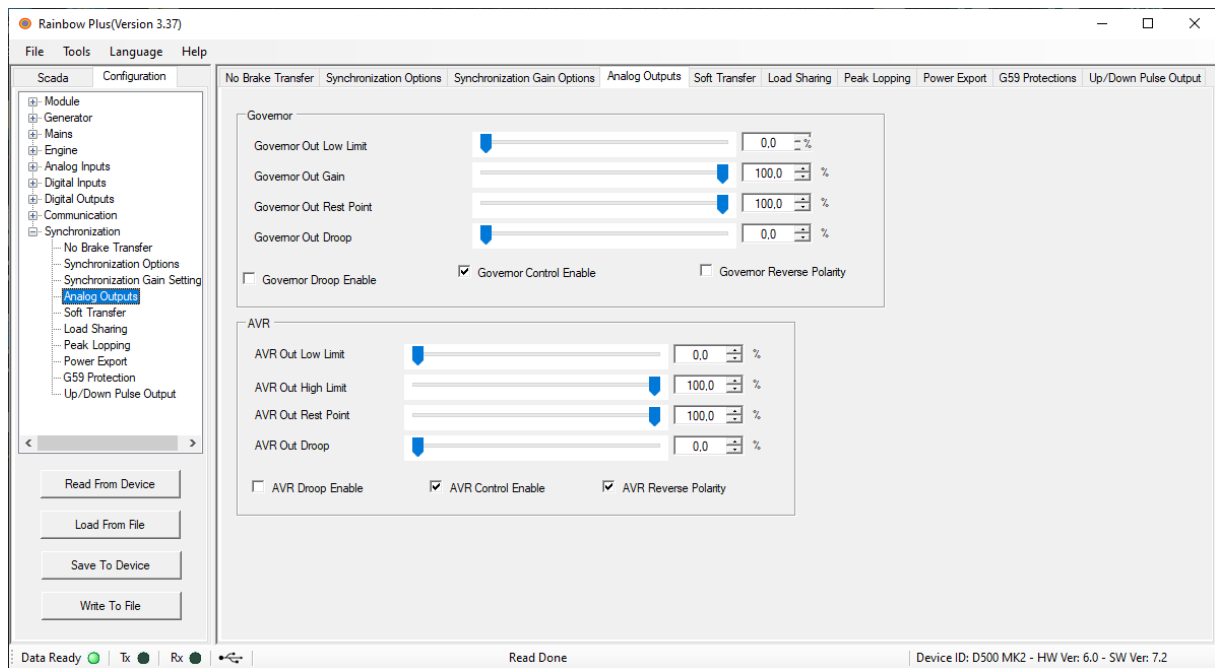 Rainbow Plus(Version 3.37)
File Tools Language Help
Scada Configuration
No Brake Transfer Synchronization Options Synchronization Gain Options Analog Outputs Soft Transfer Load Sharing Peak Lopping Power Export G59 Protections Up/Down Pulse Output
Module
Generator
Mains
Engine
Analog Inputs
Digital Inputs
Digital Outputs
Communication
Synchronization
No Brake Transfer
Synchronization Options
Synchronization Gain Setting
Analog Outputs
Soft Transfer
Load Sharing
Peak Lopping
Power Export
G59 Protection
Up/Down Pulse Output
Read From Device
Load From File
Save To Device
Write To File
Governor
Governor Out Low Limit 0,0 %
Governor Out Gain 100,0 %
Governor Out Rest Point 100,0 %
Governor Out Droop 0,0 %
Governor Droop Enable Governor Control Enable Governor Reverse Polarity
AVR
AVR Out Low Limit 0,0 %
AVR Out High Limit 100,0 %
AVR Out Rest Point 100,0 %
AVR Out Droop 0,0 %
AVR Droop Enable AVR Control Enable AVR Reverse Polarity
Data Ready Tx Rx Read Done Device ID: D500 MK2 - HW Ver: 6.0 - SW Ver: 7.2